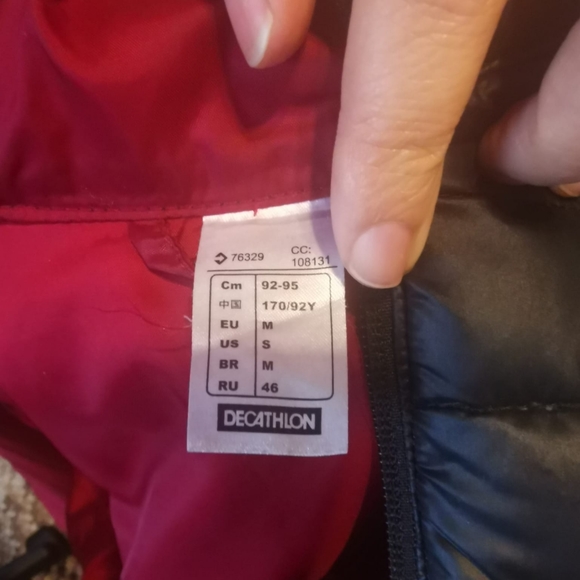 76329 CC:
108131
Cm 92-95
中国 170/92Y
EU M
US S
BR M
RU 46
DECATHLON